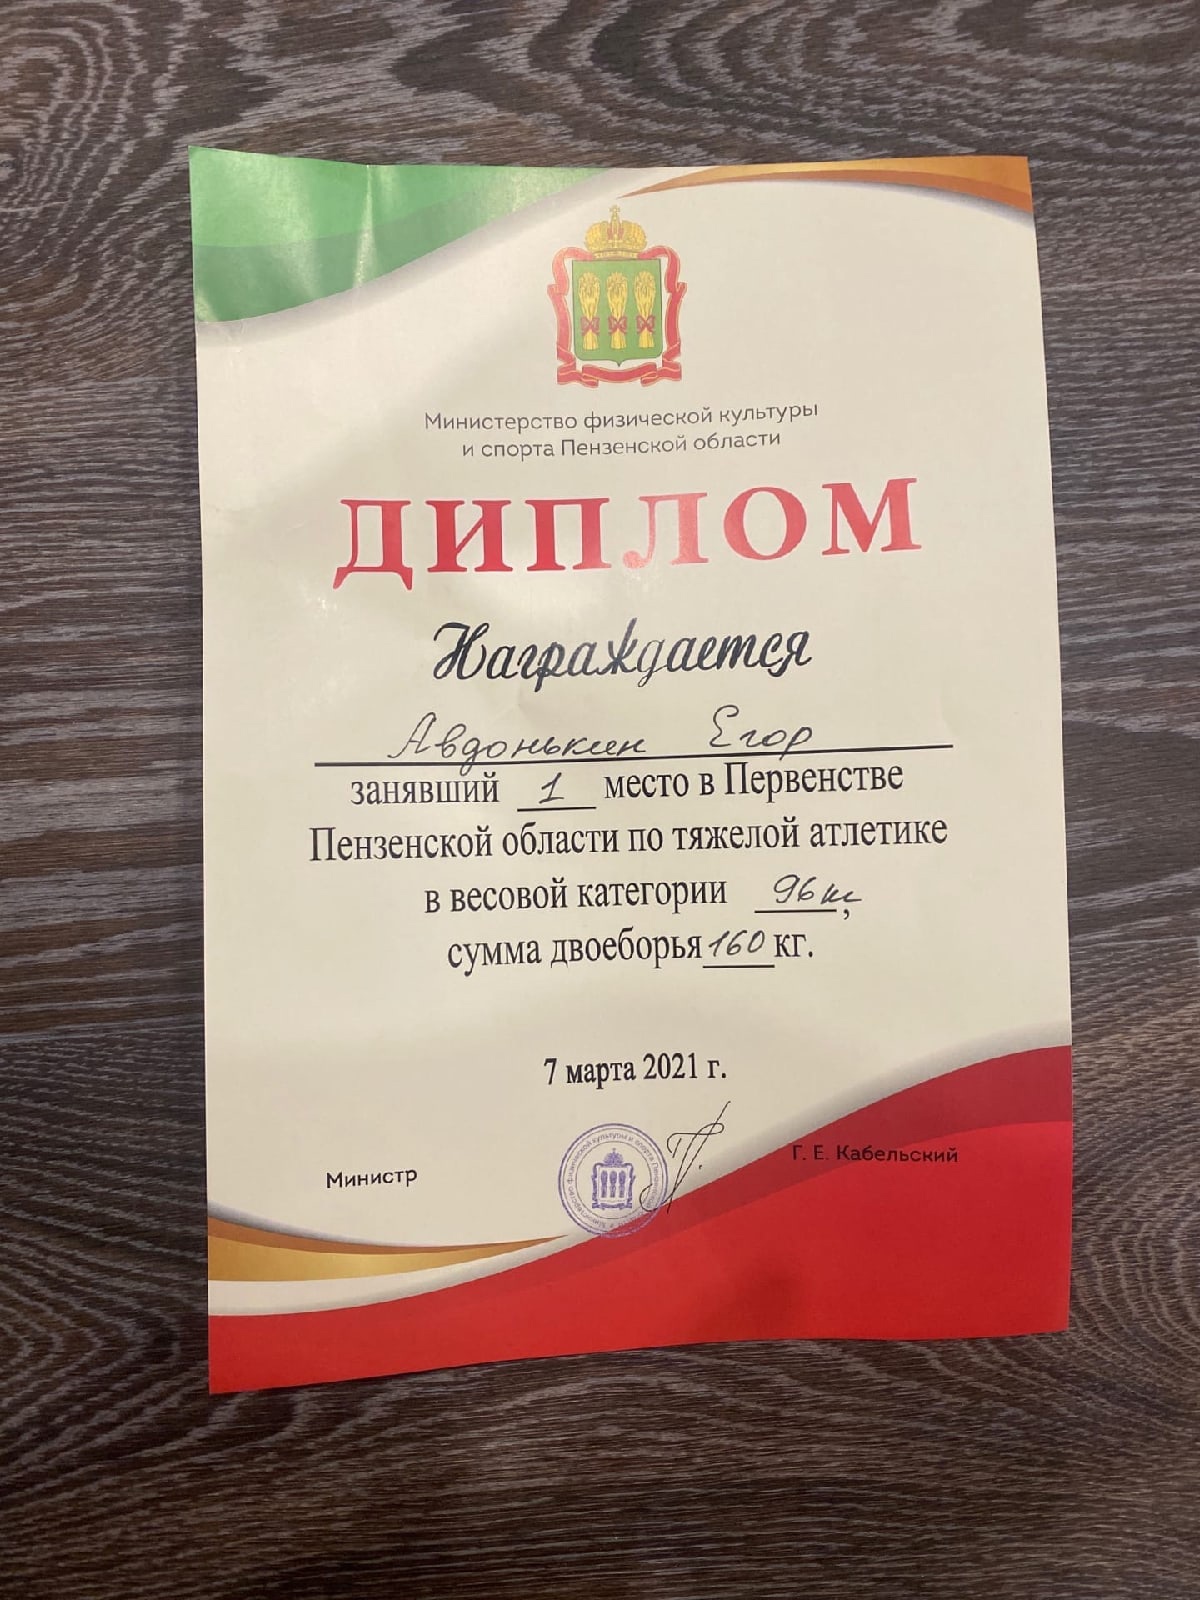 Министерство физической культуры
и спорта Пензенской области
ДИПЛОМ
Награждается
Авдонькин Егор
занявший 1 место в Первенстве
Пензенской области по тяжелой атлетике
в весовой категории 96 кг,
сумма двоеборья 160 кг.
7 марта 2021 г.
Министр
Г. Е. Кабельский